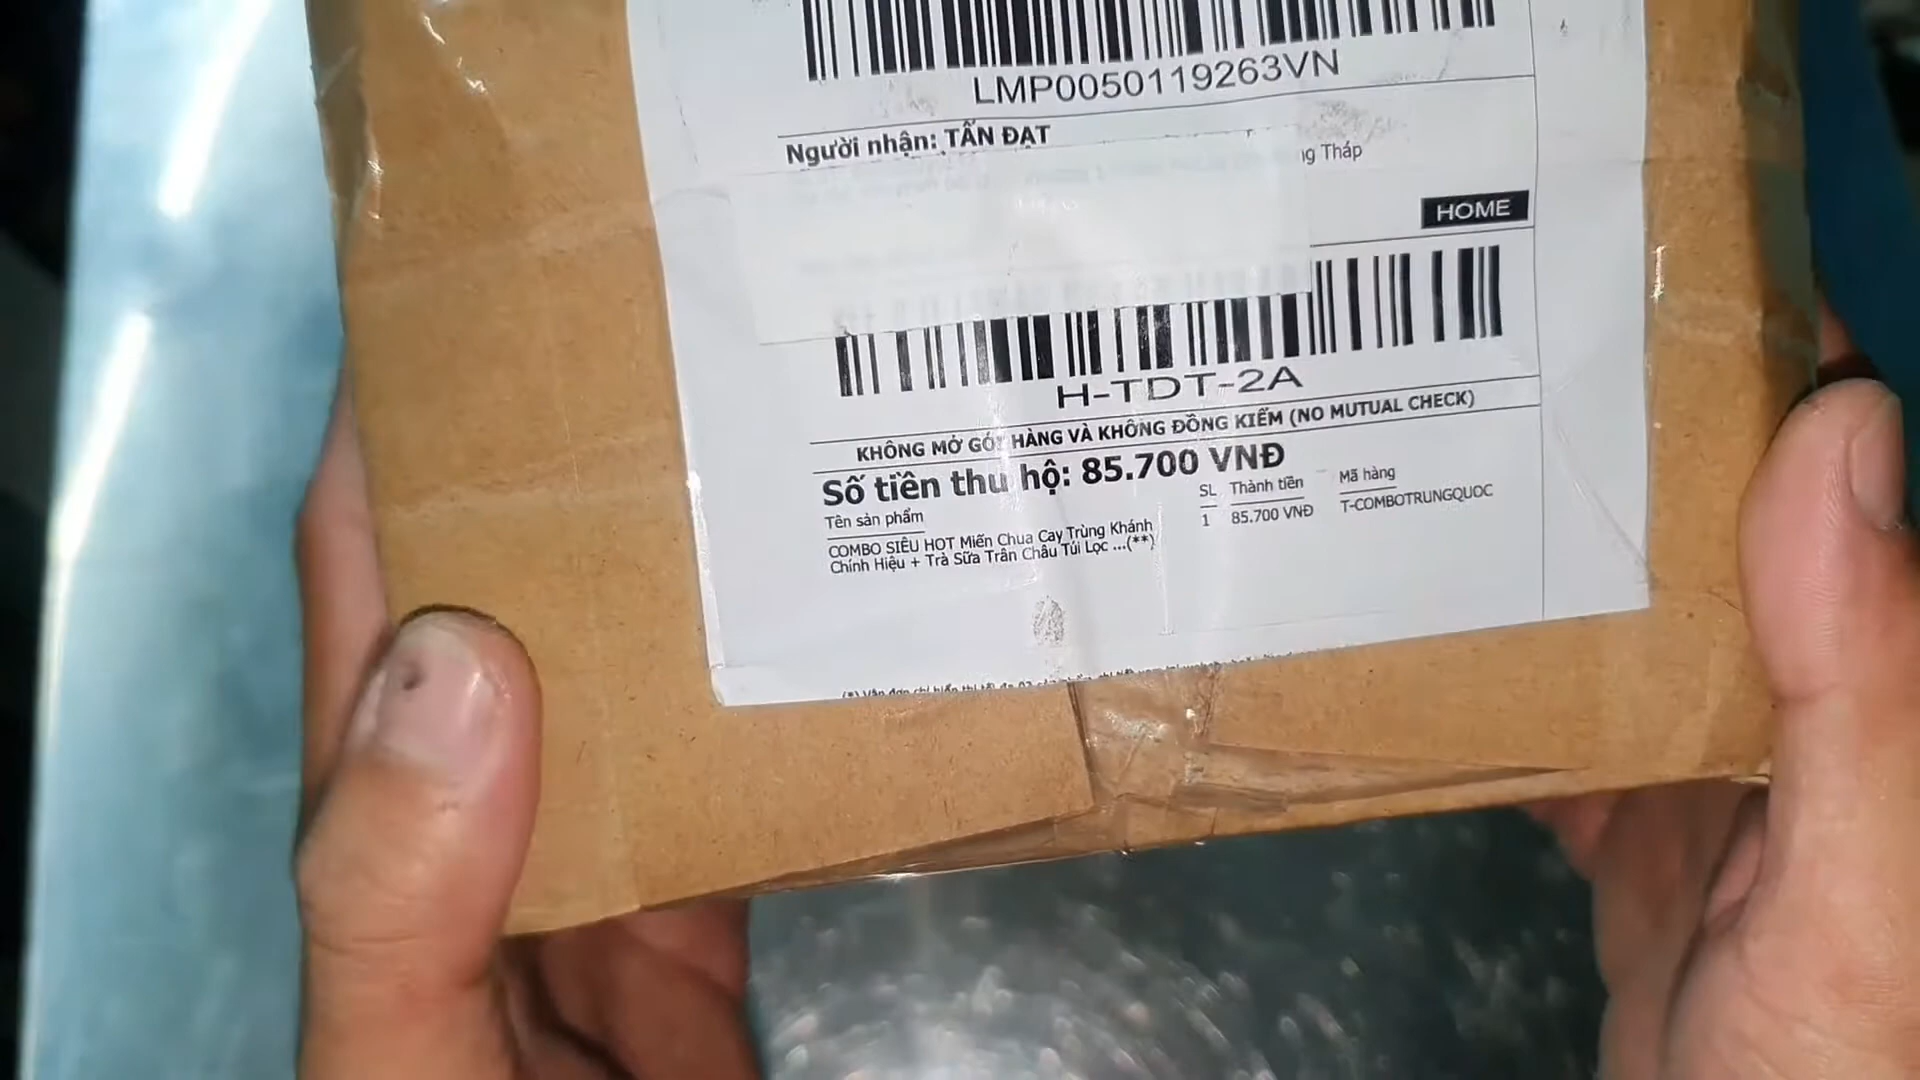 LMP0050119263VN
Người nhận: TẤN ĐẠT
Tháp
HOME
H-TDT-2A
KHÔNG MỞ GÓI HÀNG VÀ KHÔNG ĐỒNG KIỂM (NO MUTUAL CHECK)
Số tiền thu hộ: 85.700 VNĐ
Tên sản phẩm SL Thành tiền Mã hàng
COMBO SIÊU HOT Miến Chua Cay Trùng Khánh 1 85.700 VNĐ T-COMBOTRUNGQUOC
Chính Hiệu + Trà Sữa Trân Châu Túi Lọc ...(**)